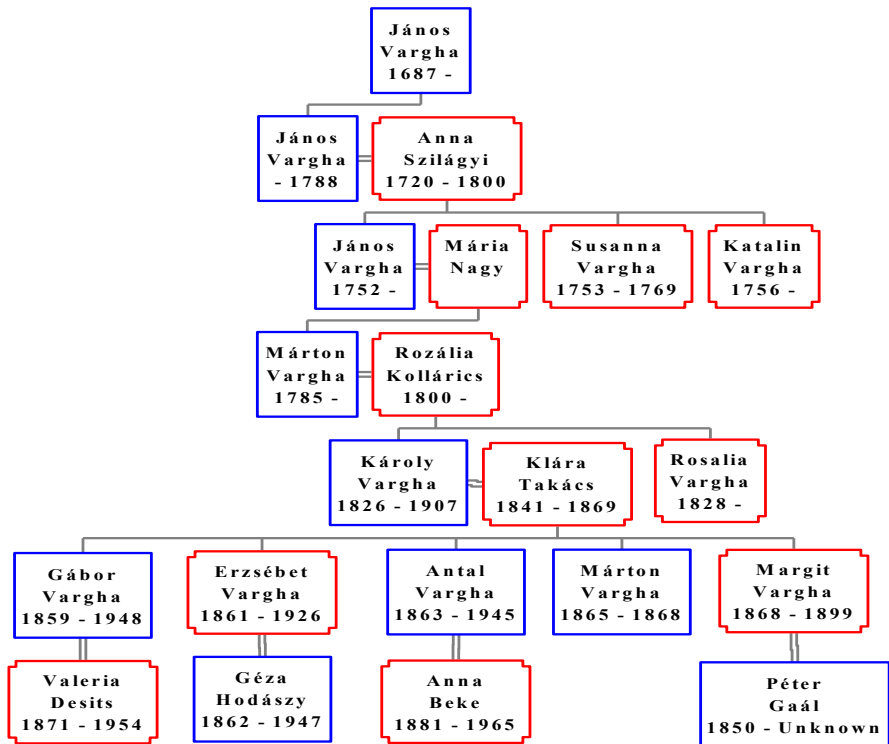 János
Vargha
1687 -
János
Vargha
- 1788
Anna
Szilágyi
1720 - 1800
János
Vargha
1752 -
Mária
Nagy
Susanna
Vargha
1753 - 1769
Katalin
Vargha
1756 -
Márton
Vargha
1785 -
Rozália
Kollárics
1800 -
Károly
Vargha
1826 - 1907
Klára
Takács
1841 - 1869
Rosalia
Vargha
1828 -
Gábor
Vargha
1859 - 1948
Erzsébet
Vargha
1861 - 1926
Antal
Vargha
1863 - 1945
Márton
Vargha
1865 - 1868
Margit
Vargha
1868 - 1899
Valeria
Desits
1871 - 1954
Géza
Hodászy
1862 - 1947
Anna
Beke
1881 - 1965
Péter
Gaál
1850 - Unknown